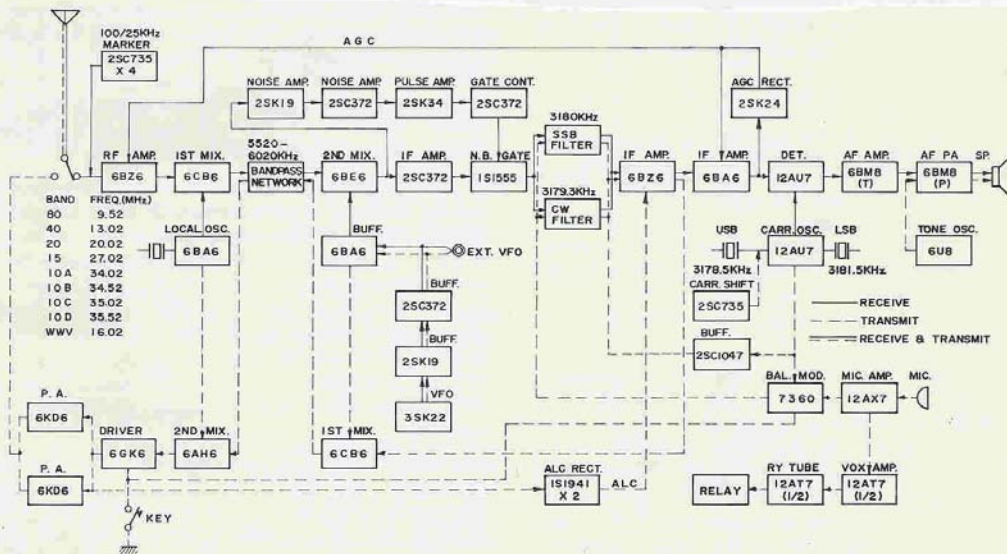 100/25KHz
MARKER
2SC735
X 4
AGC
NOISE AMP.
2SK19
NOISE AMP.
2SC372
PULSE AMP.
2SK34
GATE CONT.
2SC372
AGC RECT.
2SK24
RF AMP.
6BZ6
1ST MIX.
6CB6
5520-
6020KHz
BANDPASS
NETWORK
2ND MIX.
6BE6
IF AMP.
2SC372
N.B. GATE
1S1555
3180KHz
SSB
FILTER
3179.3KHz
CW
FILTER
IF AMP.
6BZ6
IF AMP.
6BA6
DET.
12AU7
AF AMP.
6BM8
(T)
AF PA
6BM8
(P)
SP.
BAND FREQ.(MHz)
80 9.52
40 13.02
20 20.02
15 27.02
10A 34.02
10B 34.52
10C 35.02
10D 35.52
WWV 16.02
LOCAL OSC.
6BA6
BUFF.
6BA6
EXT. VFO
BUFF.
2SC372
BUFF.
2SK19
VFO
3SK22
USB
3178.5KHz
CARR. OSC.
12AU7
LSB
3181.5KHz
TONE OSC.
6U8
CARR. SHIFT
2SC735
BUFF.
2SC1047
RECEIVE
TRANSMIT
RECEIVE & TRANSMIT
BAL. MOD.
7360
MIC. AMP.
12AX7
MIC.
P. A.
6KD6
DRIVER
6GK6
2ND MIX.
6AH6
1ST MIX.
6CB6
P. A.
6KD6
ALC RECT.
1S1941
X 2
ALC
RELAY
RY TUBE
12AT7
(1/2)
VOX AMP.
12AT7
(1/2)
KEY